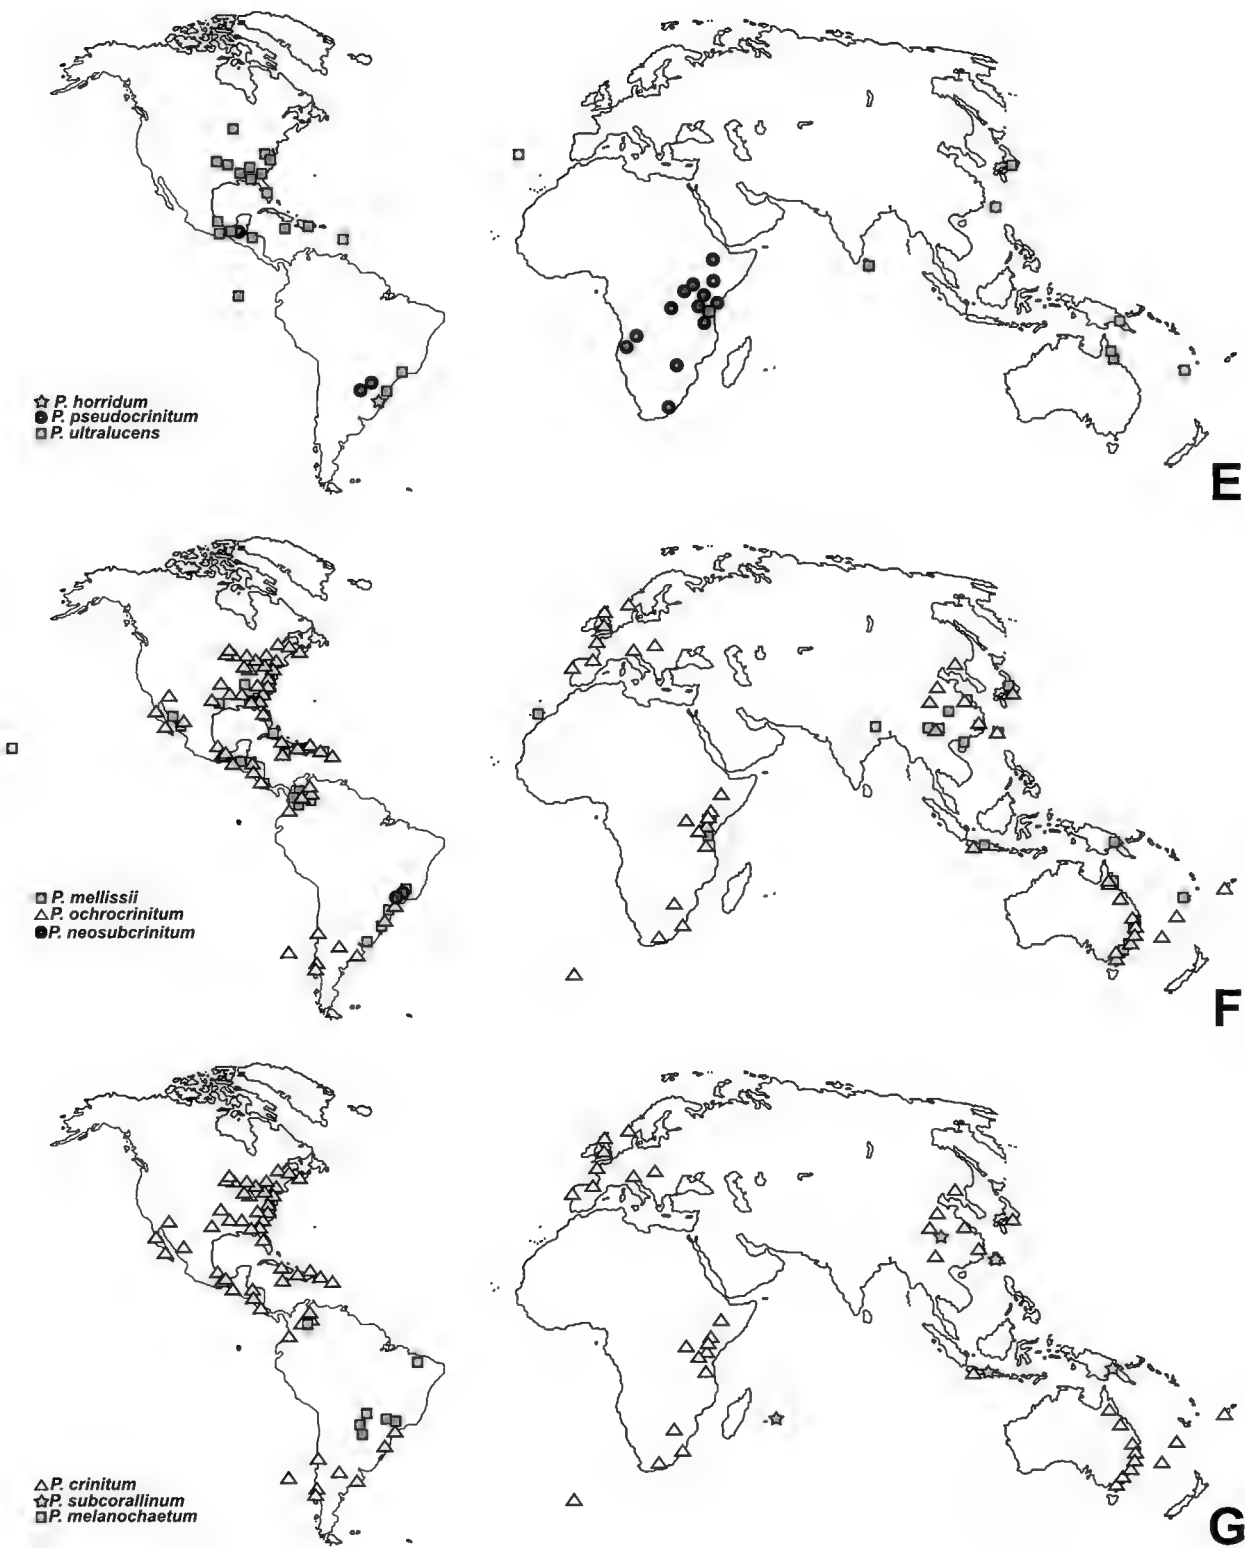 P. horridum
P. pseudocrinitum
P. ultralucens
E
P. mellissii
P. ochrocrinitum
P. neosubcrinitum
F
P. crinitum
P. subcorallinum
P. melanochaetum
G